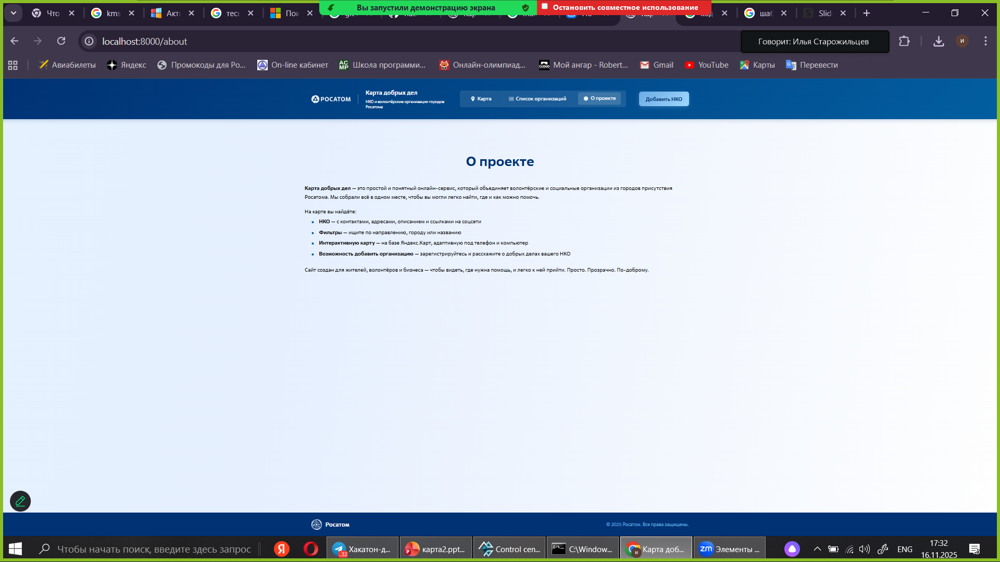 Что
kms
Акти
тесь
Пои
Вы запустили демонстрацию экрана
Остановить совместное использование
код
шаб
Slid
localhost:8000/about
Говорит: Илья Старожильцев
И
Авиабилеты
Яндекс
Промокоды для Ро...
On-line кабинет
Школа программи...
Онлайн-олимпиад...
Мой ангар - Robert...
Gmail
YouTube
Карты
Перевести
РОСАТОМ
Карта добрых дел
НКО и волонтёрские организации городов
Росатома
Карта
Список организаций
О проекте
Добавить НКО
О проекте
Карта добрых дел — это простой и понятный онлайн-сервис, который объединяет волонтёрские и социальные организации из городов присутствия
Росатома. Мы собрали всё в одном месте, чтобы вы могли легко найти, где и как можно помочь.
На карте вы найдёте:
НКО — с контактами, адресами, описанием и ссылками на соцсети
Фильтры — ищите по направлению, городу или названию
Интерактивную карту — на базе Яндекс.Карт, адаптивную под телефон и компьютер
Возможность добавить организацию — зарегистрируйтесь и расскажите о добрых делах вашего НКО
Сайт создан для жителей, волонтёров и бизнеса — чтобы видеть, где нужна помощь, и легко к ней прийти. Просто. Прозрачно. По-доброму.
Росатом
© 2025 Росатом. Все права защищены.
Чтобы начать поиск, введите здесь запрос
Хакатон-д...
..32
карта2.ppt...
Control cen...
C:\Window...
Карта доб...
zm Элементы ...
ENG
17:32
16.11.2025